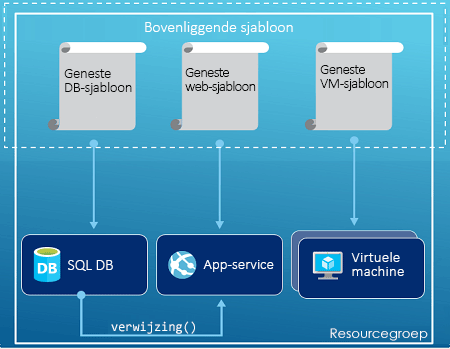 Bovenliggende sjabloon
Geneste
DB-sjabloon
Geneste
web-sjabloon
Geneste
VM-sjabloon
DB
SQL DB
App-service
Virtuele
machine
verwijzing()
Resourcegroep